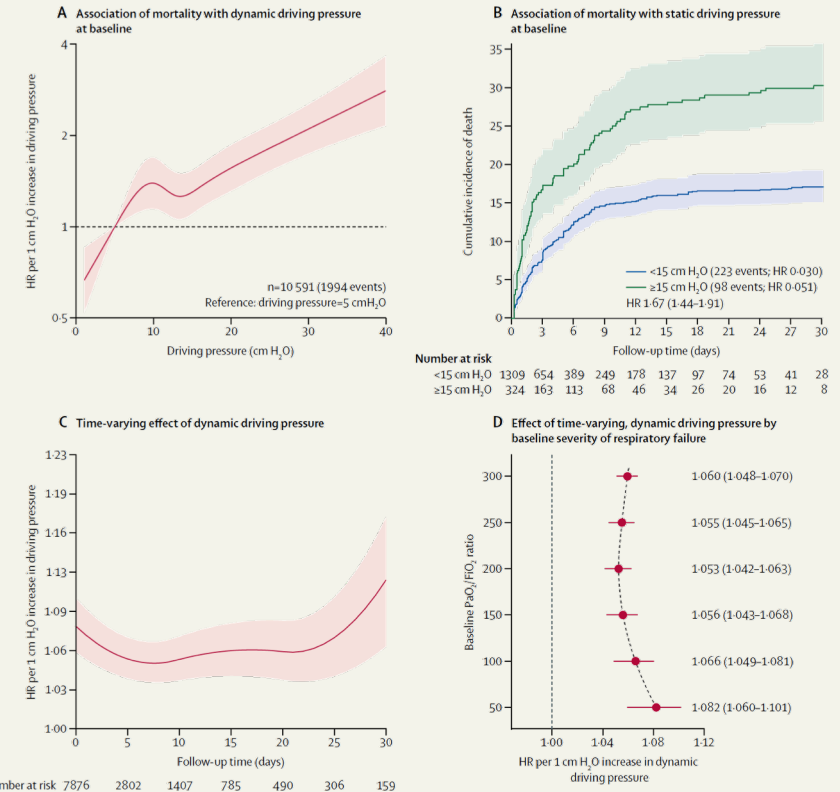 A Association of mortality with dynamic driving pressure
at baseline
HR per 1 cm H₂O increase in driving pressure
4
2
1
0·5
n=10 591 (1994 events)
Reference: driving pressure=5 cmH₂O
0 10 20 30 40
Driving pressure (cm H₂O)
B Association of mortality with static driving pressure
at baseline
Cumulative incidence of death
35
30
25
20
15
10
5
0
<15 cm H₂O (223 events; HR 0·030)
≥15 cm H₂O (98 events; HR 0·051)
HR 1·67 (1·44–1·91)
0 3 6 9 12 15 18 21 24 27 30
Follow-up time (days)
Number at risk
<15 cm H₂O 1309 654 389 249 178 137 97 74 53 41 28
≥15 cm H₂O 324 163 113 68 46 34 26 20 16 12 8
C Time-varying effect of dynamic driving pressure
HR per 1 cm H₂O increase in driving pressure
1·23
1·19
1·16
1·13
1·09
1·06
1·03
1·00
0 5 10 15 20 25 30
Follow-up time (days)
mber at risk 7876 2802 1407 785 490 306 159
D Effect of time-varying, dynamic driving pressure by
baseline severity of respiratory failure
Baseline PaO₂/FiO₂ ratio
300 1·060 (1·048–1·070)
250 1·055 (1·045–1·065)
200 1·053 (1·042–1·063)
150 1·056 (1·043–1·068)
100 1·066 (1·049–1·081)
50 1·082 (1·060–1·101)
1·00 1·04 1·08 1·12
HR per 1 cm H₂O increase in dynamic
driving pressure